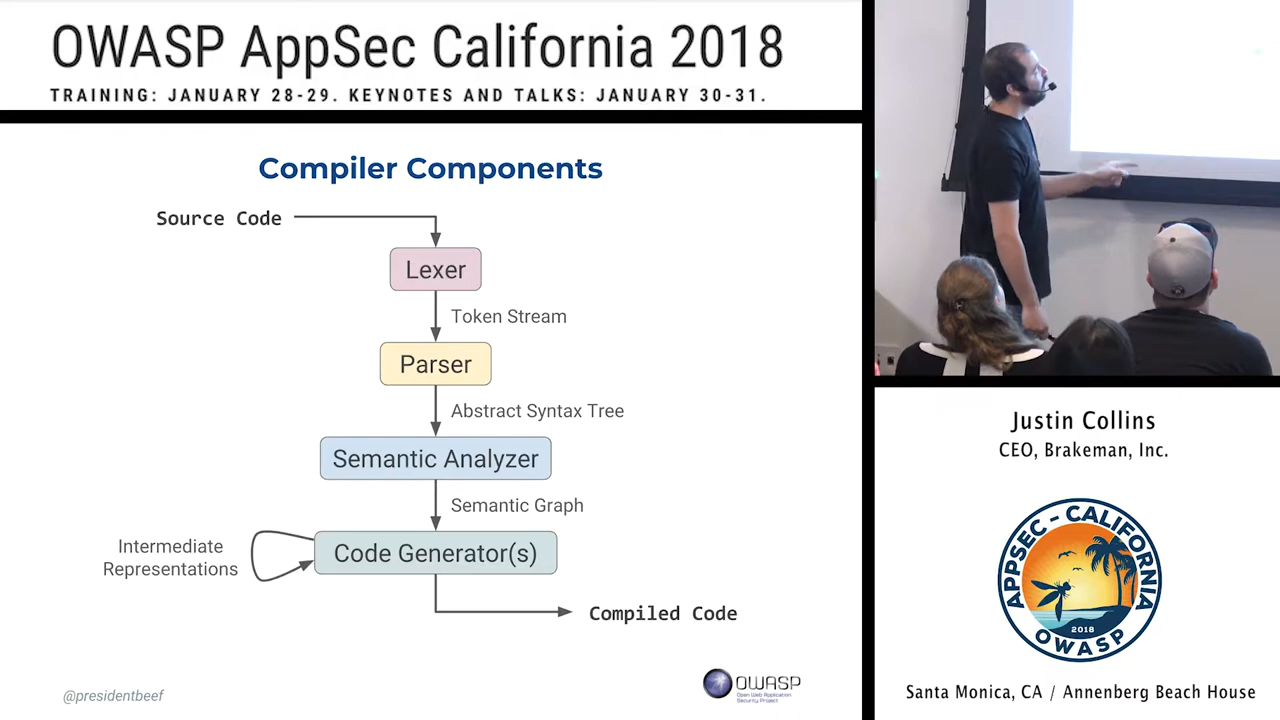 OWASP AppSec California 2018
TRAINING: JANUARY 28-29. KEYNOTES AND TALKS: JANUARY 30-31.
Compiler Components
Source Code
Lexer
Token Stream
Parser
Abstract Syntax Tree
Semantic Analyzer
Semantic Graph
Intermediate
Representations
Code Generator(s)
Compiled Code
@presidentbeef
OWASP
Open Web Application
Security Project
Justin Collins
CEO, Brakeman, Inc.
APPSEC - CALIFORNIA
2018
OWASP
Santa Monica, CA / Annenberg Beach House